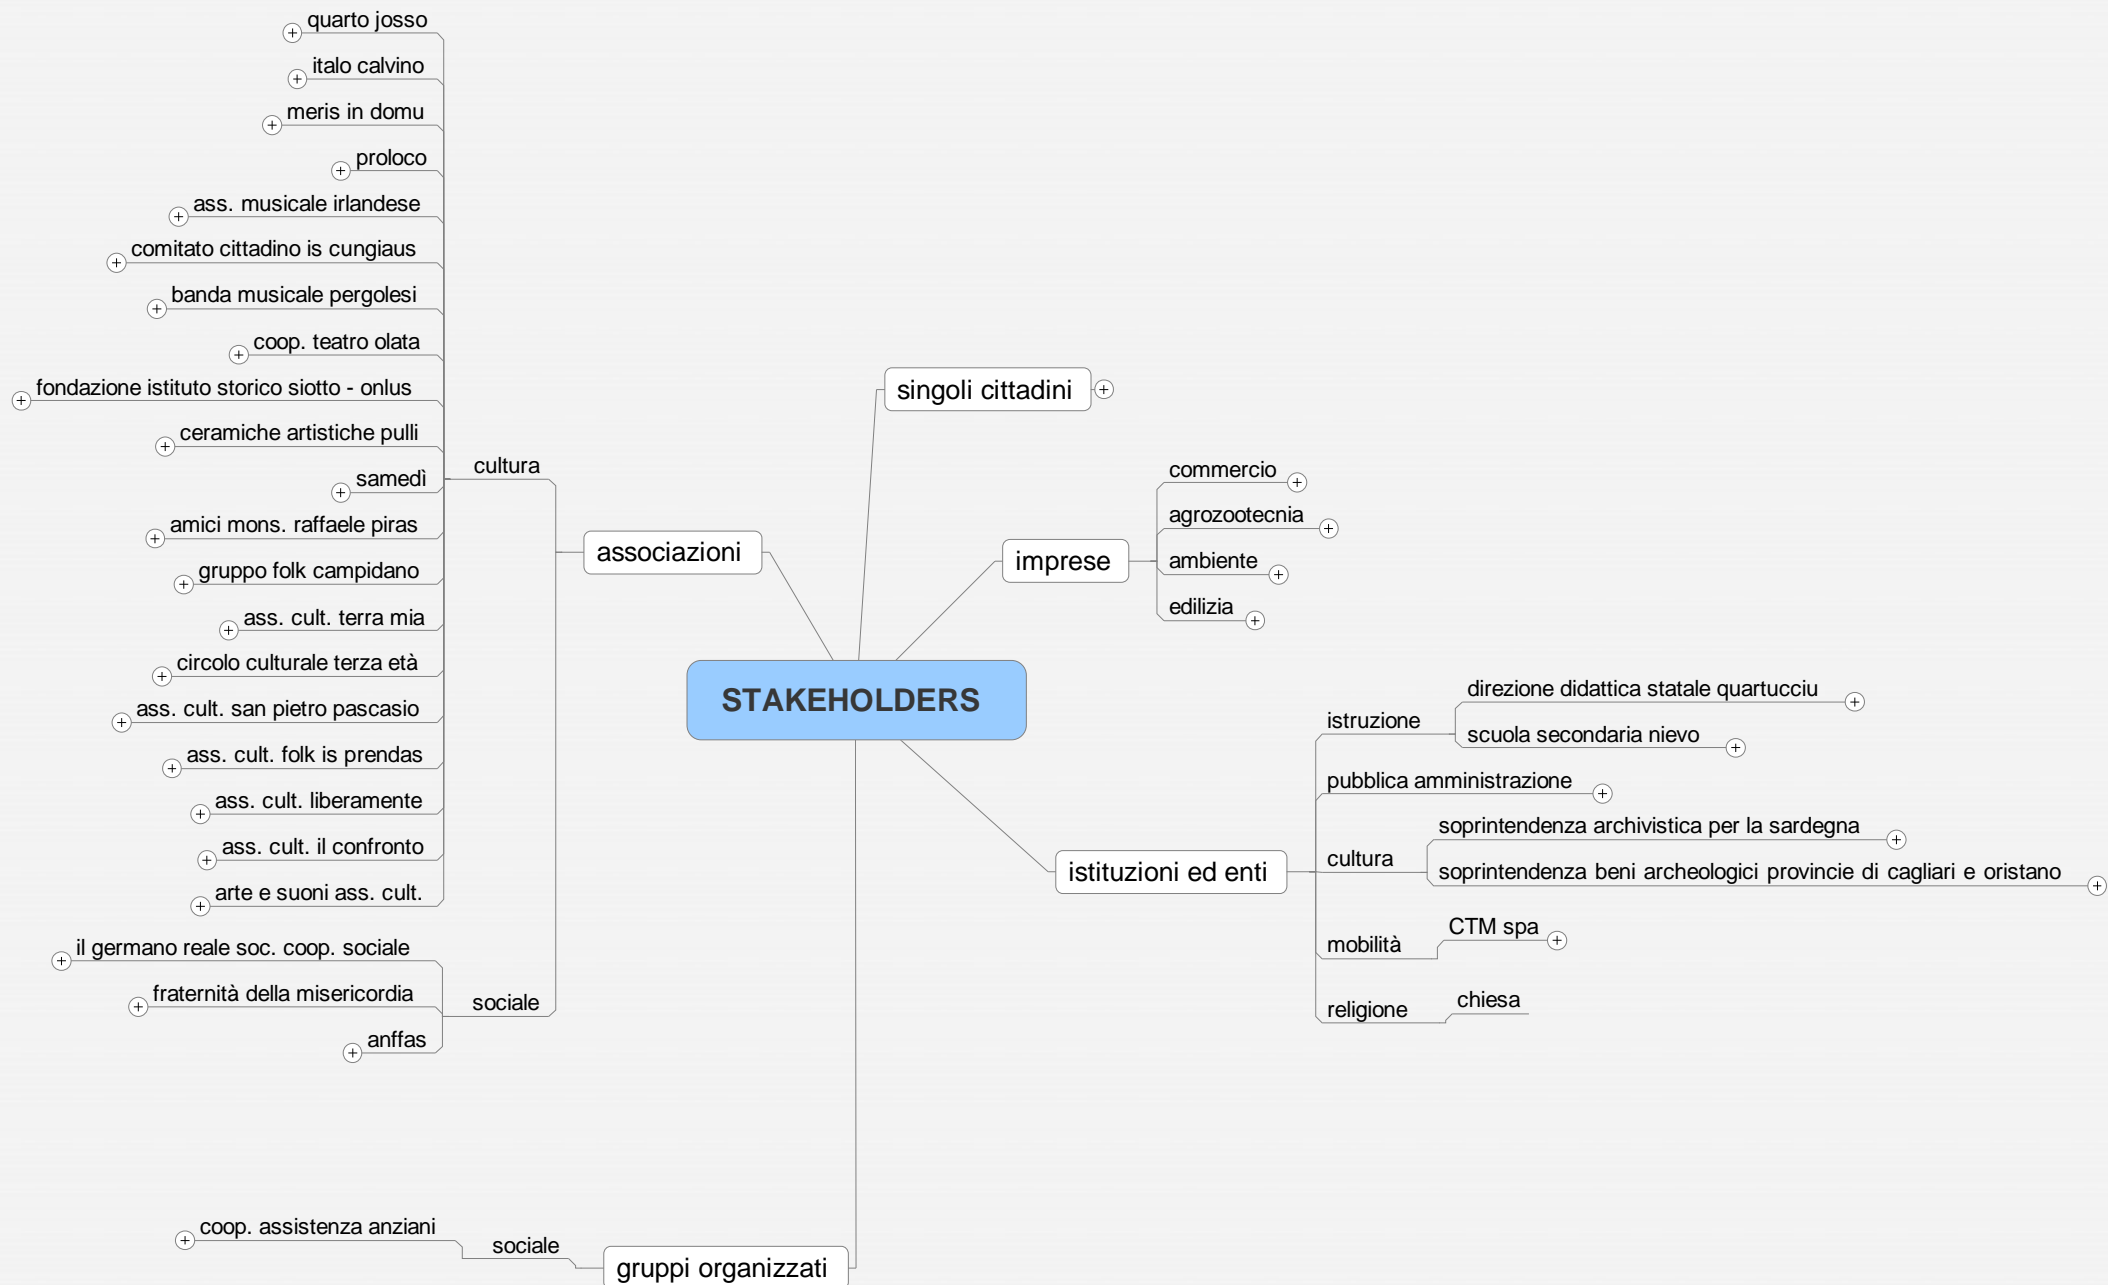 quarto josso
italo calvino
meris in domu
proloco
ass. musicale irlandese
comitato cittadino is cungiaus
banda musicale pergolesi
coop. teatro olata
fondazione istituto storico siotto - onlus
ceramiche artistiche pulli
samedì
amici mons. raffaele piras
gruppo folk campidano
ass. cult. terra mia
circolo culturale terza età
ass. cult. san pietro pascasio
ass. cult. folk is prendas
ass. cult. liberamente
ass. cult. il confronto
arte e suoni ass. cult.
cultura
il germano reale soc. coop. sociale
fraternità della misericordia
anffas
sociale
associazioni
coop. assistenza anziani
sociale
gruppi organizzati
STAKEHOLDERS
singoli cittadini
imprese
commercio
agrozootecnia
ambiente
edilizia
istituzioni ed enti
istruzione
direzione didattica statale quartucciu
scuola secondaria nievo
pubblica amministrazione
cultura
soprintendenza archivistica per la sardegna
soprintendenza beni archeologici provincie di cagliari e oristano
mobilità
CTM spa
religione
chiesa